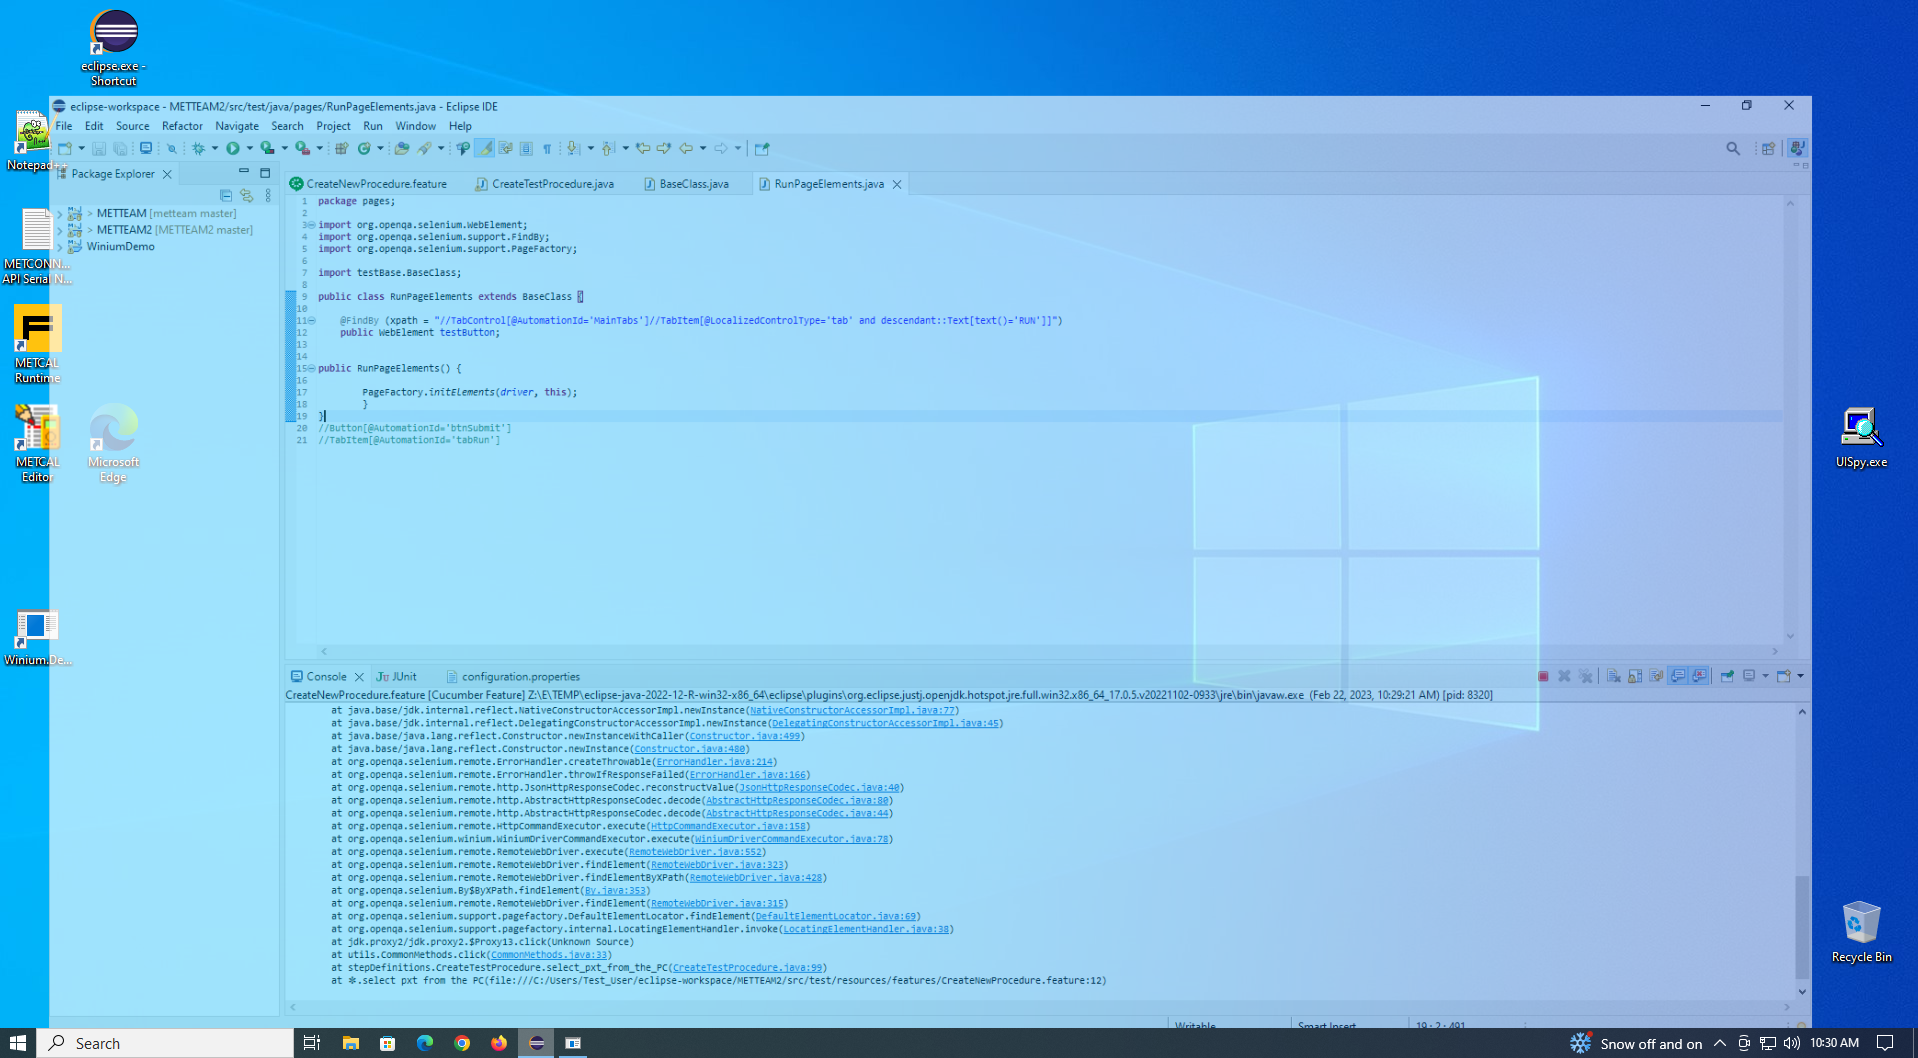 eclipse.exe - Shortcut
eclipse-workspace - METTEAM2/src/test/java/pages/RunPageElements.java - Eclipse IDE
File Edit Source Refactor Navigate Search Project Run Window Help
Notepad++
Package Explorer
CreateNewProcedure.feature CreateTestProcedure.java BaseClass.java RunPageElements.java
> METTEAM [metteam master]
> METTEAM2 [METTEAM2 master]
WiniumDemo
METCONN... API Serial N...
METCAL Runtime
METCAL Editor
Microsoft Edge
Winium.De...
1 package pages;
2
3 import org.openqa.selenium.WebElement;
4 import org.openqa.selenium.support.FindBy;
5 import org.openqa.selenium.support.PageFactory;
6
7 import testBase.BaseClass;
8
9 public class RunPageElements extends BaseClass {
10
11 @FindBy (xpath = "//TabControl[@AutomationId='MainTabs']//TabItem[@LocalizedControlType='tab' and descendant::Text[text()='RUN']]")
12 public WebElement testButton;
13
14
15 public RunPageElements() {
16
17 PageFactory.initElements(driver, this);
18 }
19 }
20 //Button[@AutomationId='btnSubmit']
21 //TabItem[@AutomationId='tabRun']
UISpy.exe
Recycle Bin
Console JUnit configuration.properties
CreateNewProcedure.feature [Cucumber Feature] Z:\E\TEMP\eclipse-java-2022-12-R-win32-x86_64\eclipse\plugins\org.eclipse.justj.openjdk.hotspot.jre.full.win32.x86_64_17.0.5.v20221102-0933\jre\bin\javaw.exe (Feb 22, 2023, 10:29:21 AM) [pid: 8320]
at java.base/jdk.internal.reflect.NativeConstructorAccessorImpl.newInstance(NativeConstructorAccessorImpl.java:77)
at java.base/jdk.internal.reflect.DelegatingConstructorAccessorImpl.newInstance(DelegatingConstructorAccessorImpl.java:45)
at java.base/java.lang.reflect.Constructor.newInstanceWithCaller(Constructor.java:499)
at java.base/java.lang.reflect.Constructor.newInstance(Constructor.java:480)
at org.openqa.selenium.remote.ErrorHandler.createThrowable(ErrorHandler.java:214)
at org.openqa.selenium.remote.ErrorHandler.throwIfResponseFailed(ErrorHandler.java:166)
at org.openqa.selenium.remote.http.JsonHttpResponseCodec.reconstructValue(JsonHttpResponseCodec.java:40)
at org.openqa.selenium.remote.http.AbstractHttpResponseCodec.decode(AbstractHttpResponseCodec.java:80)
at org.openqa.selenium.remote.http.AbstractHttpResponseCodec.decode(AbstractHttpResponseCodec.java:44)
at org.openqa.selenium.remote.HttpCommandExecutor.execute(HttpCommandExecutor.java:158)
at org.openqa.selenium.winium.WiniumDriverCommandExecutor.execute(WiniumDriverCommandExecutor.java:78)
at org.openqa.selenium.remote.RemoteWebDriver.execute(RemoteWebDriver.java:552)
at org.openqa.selenium.remote.RemoteWebDriver.findElement(RemoteWebDriver.java:323)
at org.openqa.selenium.remote.RemoteWebDriver.findElementByXPath(RemoteWebDriver.java:428)
at org.openqa.selenium.By$ByXPath.findElement(By.java:353)
at org.openqa.selenium.remote.RemoteWebDriver.findElement(RemoteWebDriver.java:315)
at org.openqa.selenium.support.pagefactory.DefaultElementLocator.findElement(DefaultElementLocator.java:69)
at org.openqa.selenium.support.pagefactory.internal.LocatingElementHandler.invoke(LocatingElementHandler.java:38)
at jdk.proxy2/jdk.proxy2.$Proxy13.click(Unknown Source)
at utils.CommonMethods.click(CommonMethods.java:33)
at stepDefinitions.CreateTestProcedure.select_pxt_from_the_PC(CreateTestProcedure.java:99)
at ✽.select pxt from the PC(file:///C:/Users/Test_User/eclipse-workspace/METTEAM2/src/test/resources/features/CreateNewProcedure.feature:12)
Writable Smart Insert 19 : 2 : 491
Search Snow off and on 10:30 AM